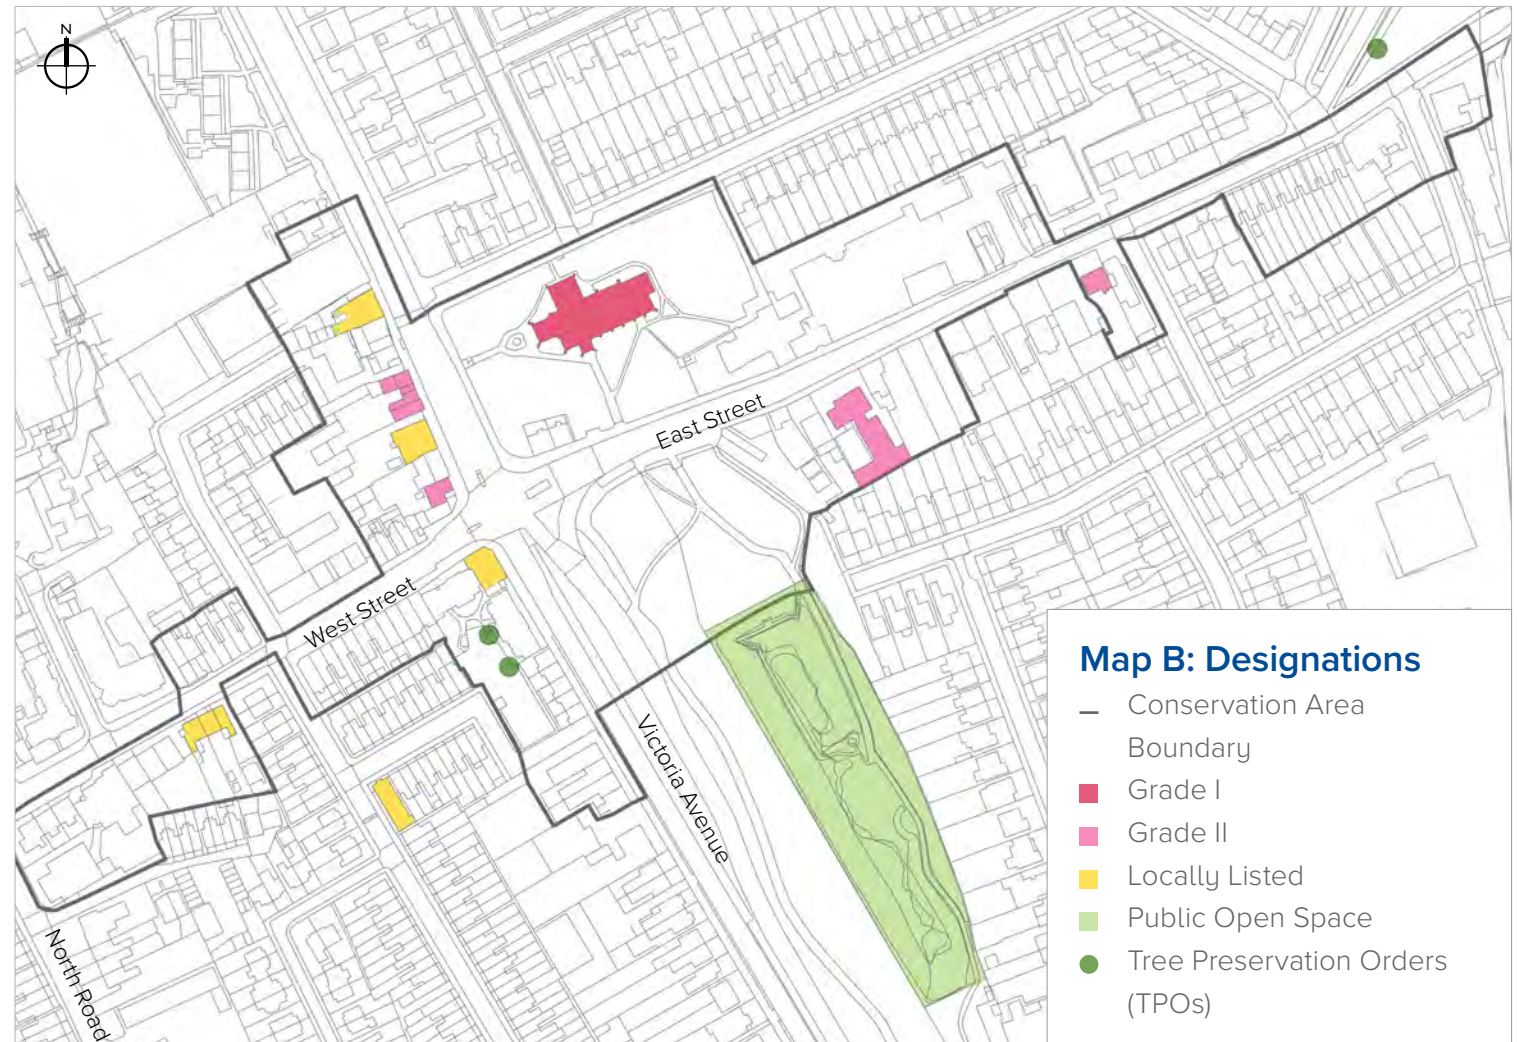 N
East Street
West Street
Victoria Avenue
North Road
Map B: Designations
Conservation Area
Boundary
Grade I
Grade II
Locally Listed
Public Open Space
Tree Preservation Orders
(TPOs)